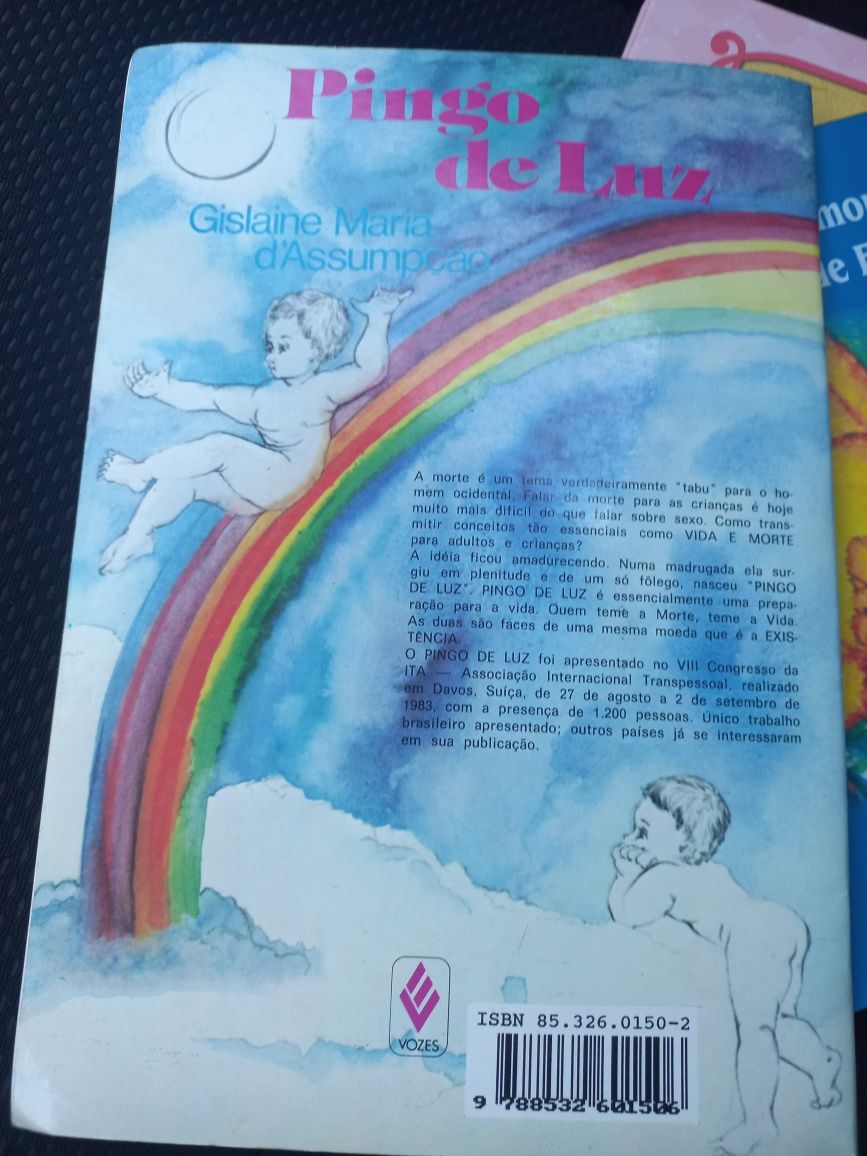 Pingo
de Luz
Gislaine Maria
d'Assumpção
A morte é um tema verdadeiramente "tabu" para o ho-
mem ocidental. Falar da morte para as crianças é hoje
muito mais difícil do que falar sobre sexo. Como trans-
mitir conceitos tão essenciais como VIDA E MORTE
para adultos e crianças?
A idéia ficou amadurecendo. Numa madrugada ela sur-
giu em plenitude e de um só fôlego, nasceu "PINGO
DE LUZ". PINGO DE LUZ é essencialmente uma prepa-
ração para a vida. Quem teme a Morte, teme a Vida.
As duas são faces de uma mesma moeda que é a EXIS-
TÊNCIA.
O PINGO DE LUZ foi apresentado no VIII Congresso da
ITA — Associação Internacional Transpessoal, realizado
em Davos, Suíça, de 27 de agosto a 2 de setembro de
1983, com a presença de 1.200 pessoas. Único trabalho
brasileiro apresentado; outros países já se interessaram
em sua publicação.
VOZES
ISBN 85.326.0150-2
9 788532 601506